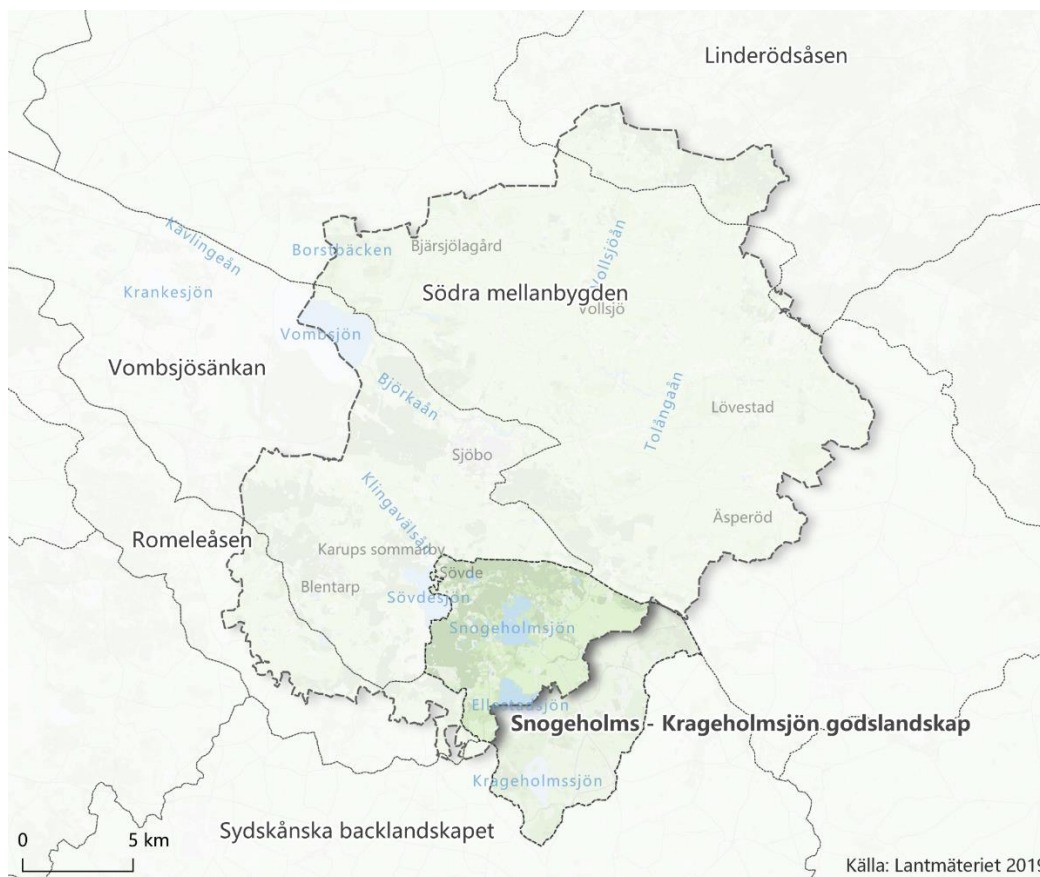 Linderödsåsen
Kävlingeån
Borstbäcken
Bjärsjölagård
Vollsjöån
Krankesjön
Södra mellanbygden
Vollsjö
Vombsjön
Vombsjösänkan
Björkaån
Tolångaån
Lövestad
Sjöbo
Klingavälsån
Äsperöd
Romeleåsen
Karups sommarby
Sövde
Blentarp
Sövdesjön
Snogeholmsjön
Ellestadsjön
Snogeholms - Krageholmsjön godslandskap
Krageholmssjön
Sydskånska backlandskapet
0 5 km
Källa: Lantmäteriet 2019